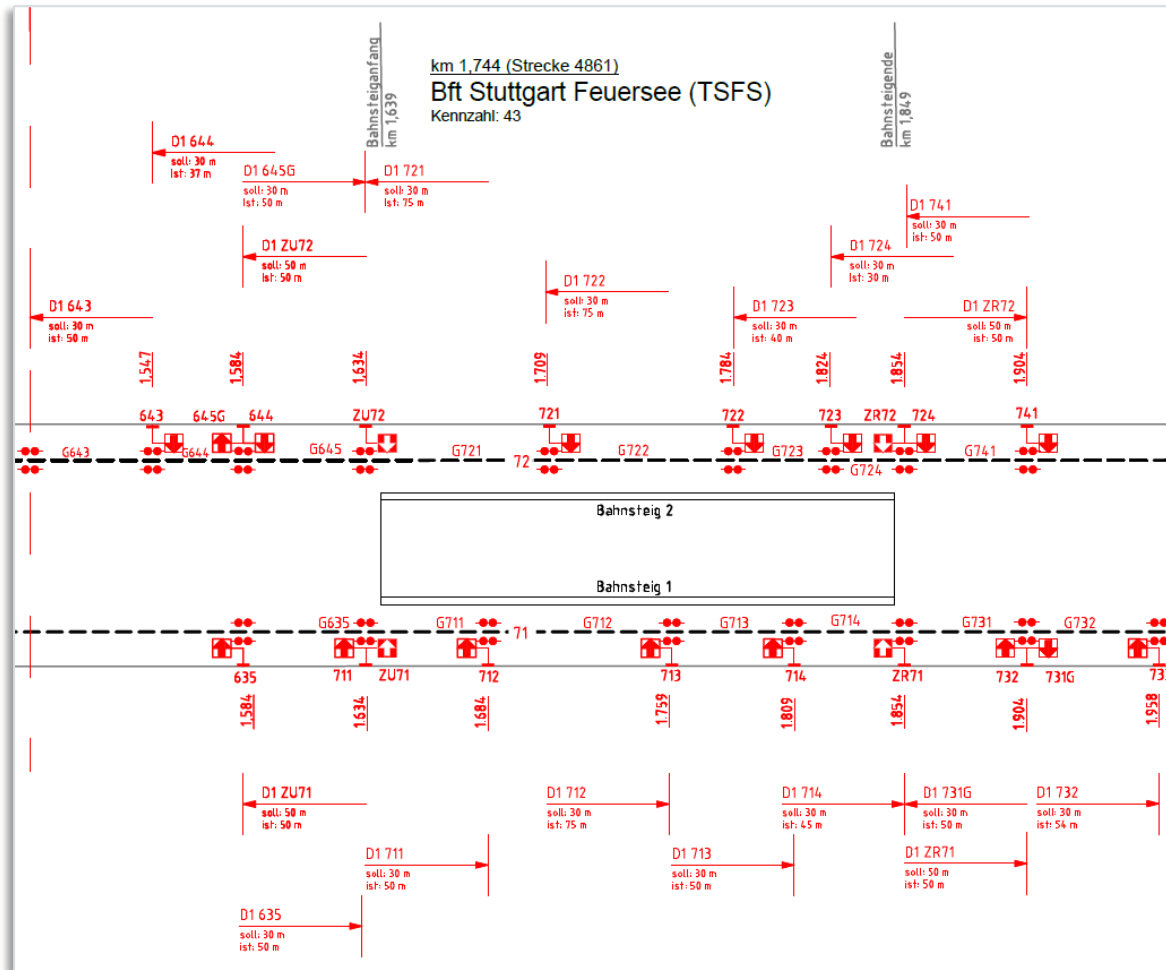 Bahnsteiganfang
km 1,639
km 1,744 (Strecke 4861)
Bft Stuttgart Feuersee (TSFS)
Kennzahl: 43
Bahnsteigende
km 1,849
D1 644
soll: 30 m
ist: 37 m
D1 645G
soll: 30 m
ist: 50 m
D1 721
soll: 30 m
ist: 75 m
D1 741
soll: 30 m
ist: 50 m
D1 ZU72
soll: 50 m
ist: 50 m
D1 724
soll: 30 m
ist: 30 m
D1 722
soll: 30 m
ist: 75 m
D1 643
soll: 30 m
ist: 50 m
D1 723
soll: 30 m
ist: 40 m
D1 ZR72
soll: 50 m
ist: 50 m
1,547
1,584
1,634
1.709
1.784
1.824
1.854
1.904
643 645G 644 ZU72 721 722 723 ZR72 724 741
G643 G644 G645 G721 72 G722 G723 G724 G741
Bahnsteig 2
Bahnsteig 1
G635 G711 71 G712 G713 G714 G731 G732
635 711 ZU71 712 713 714 ZR71 732 731G 73
1,584
1.634
1.684
1.759
1.809
1.854
1.904
1.958
D1 ZU71
soll: 50 m
ist: 50 m
D1 712
soll: 30 m
ist: 75 m
D1 714
soll: 30 m
ist: 45 m
D1 731G
soll: 30 m
ist: 50 m
D1 732
soll: 30 m
ist: 54 m
D1 711
soll: 30 m
ist: 50 m
D1 713
soll: 30 m
ist: 50 m
D1 ZR71
soll: 50 m
ist: 50 m
D1 635
soll: 30 m
ist: 50 m